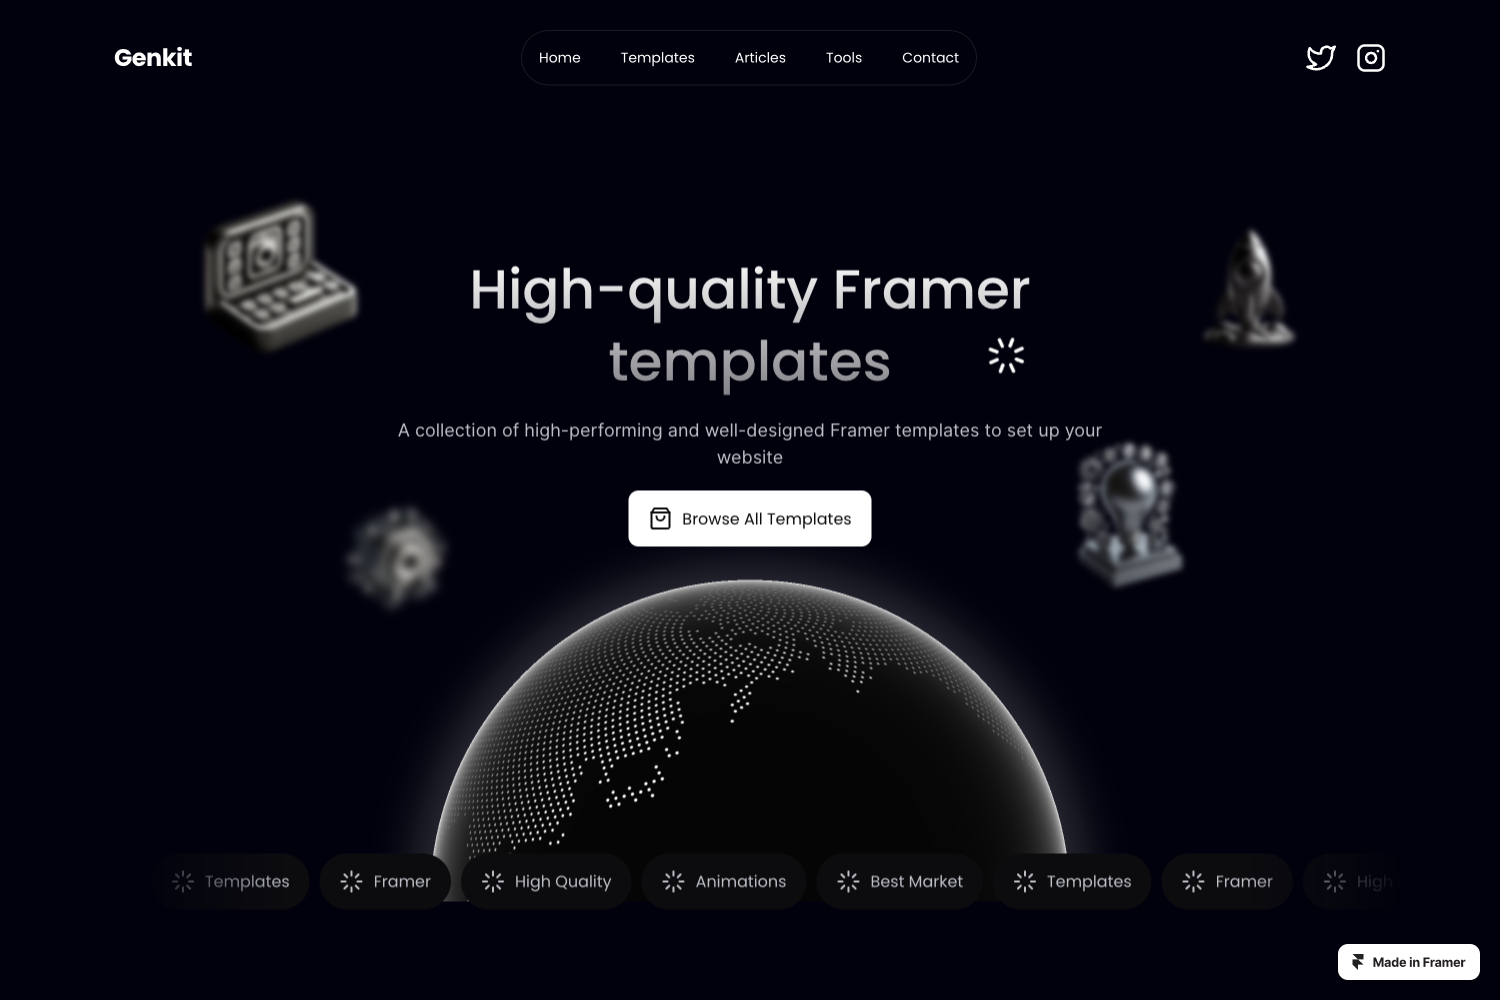 Genkit
Home
Templates
Articles
Tools
Contact
High-quality Framer
templates
A collection of high-performing and well-designed Framer templates to set up your
website
Browse All Templates
Templates
Framer
High Quality
Animations
Best Market
Templates
Framer
High
Made in Framer